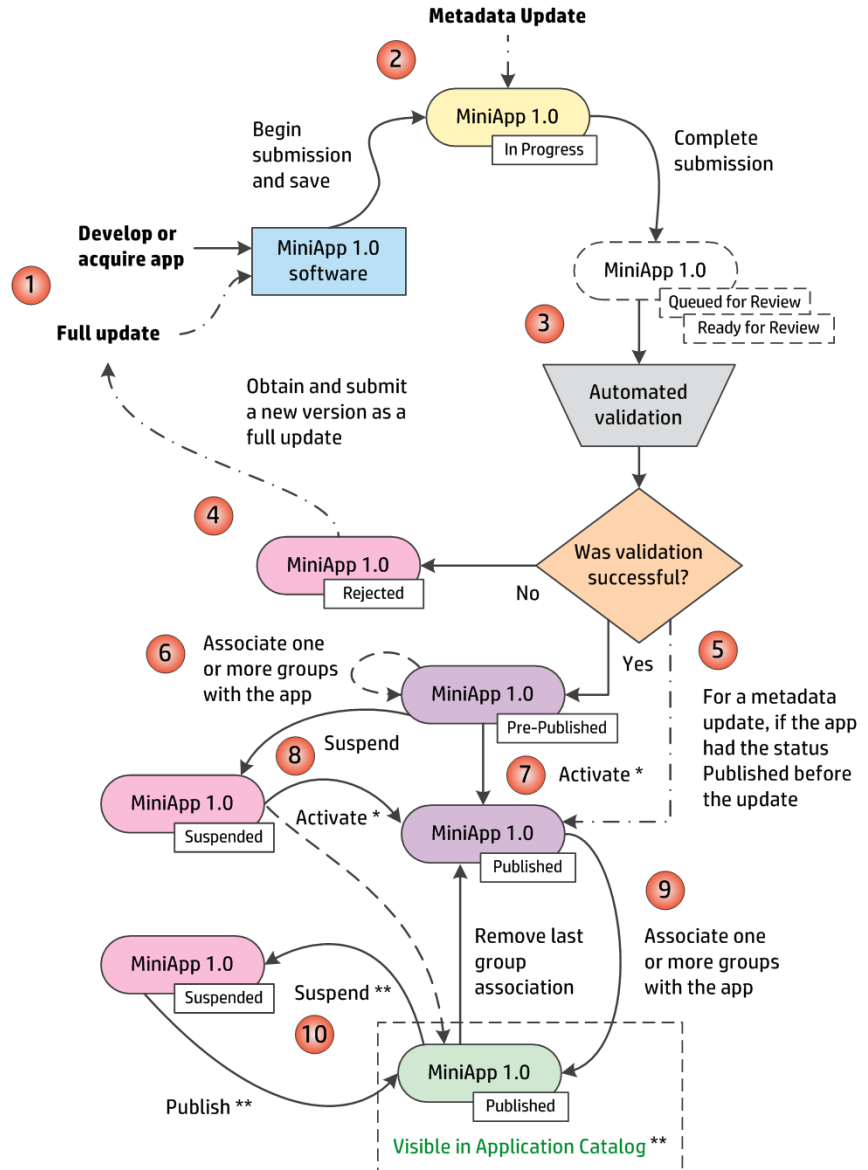 Metadata Update
2
MiniApp 1.0
In Progress
Begin
submission
and save
Complete
submission
Develop or
acquire app
MiniApp 1.0
software
MiniApp 1.0
Queued for Review
Ready for Review
1
3
Full update
Automated
validation
Obtain and submit
a new version as a
full update
4
MiniApp 1.0
Rejected
Was validation
successful?
No
Yes
5
For a metadata
update, if the app
had the status
Published before
the update
6
Associate one
or more groups
with the app
MiniApp 1.0
Pre-Published
Suspend
8
7
Activate *
MiniApp 1.0
Suspended
Activate *
MiniApp 1.0
Published
9
Associate one
or more groups
with the app
Remove last
group
association
MiniApp 1.0
Suspended
Suspend **
10
MiniApp 1.0
Published
Publish **
Visible in Application Catalog **